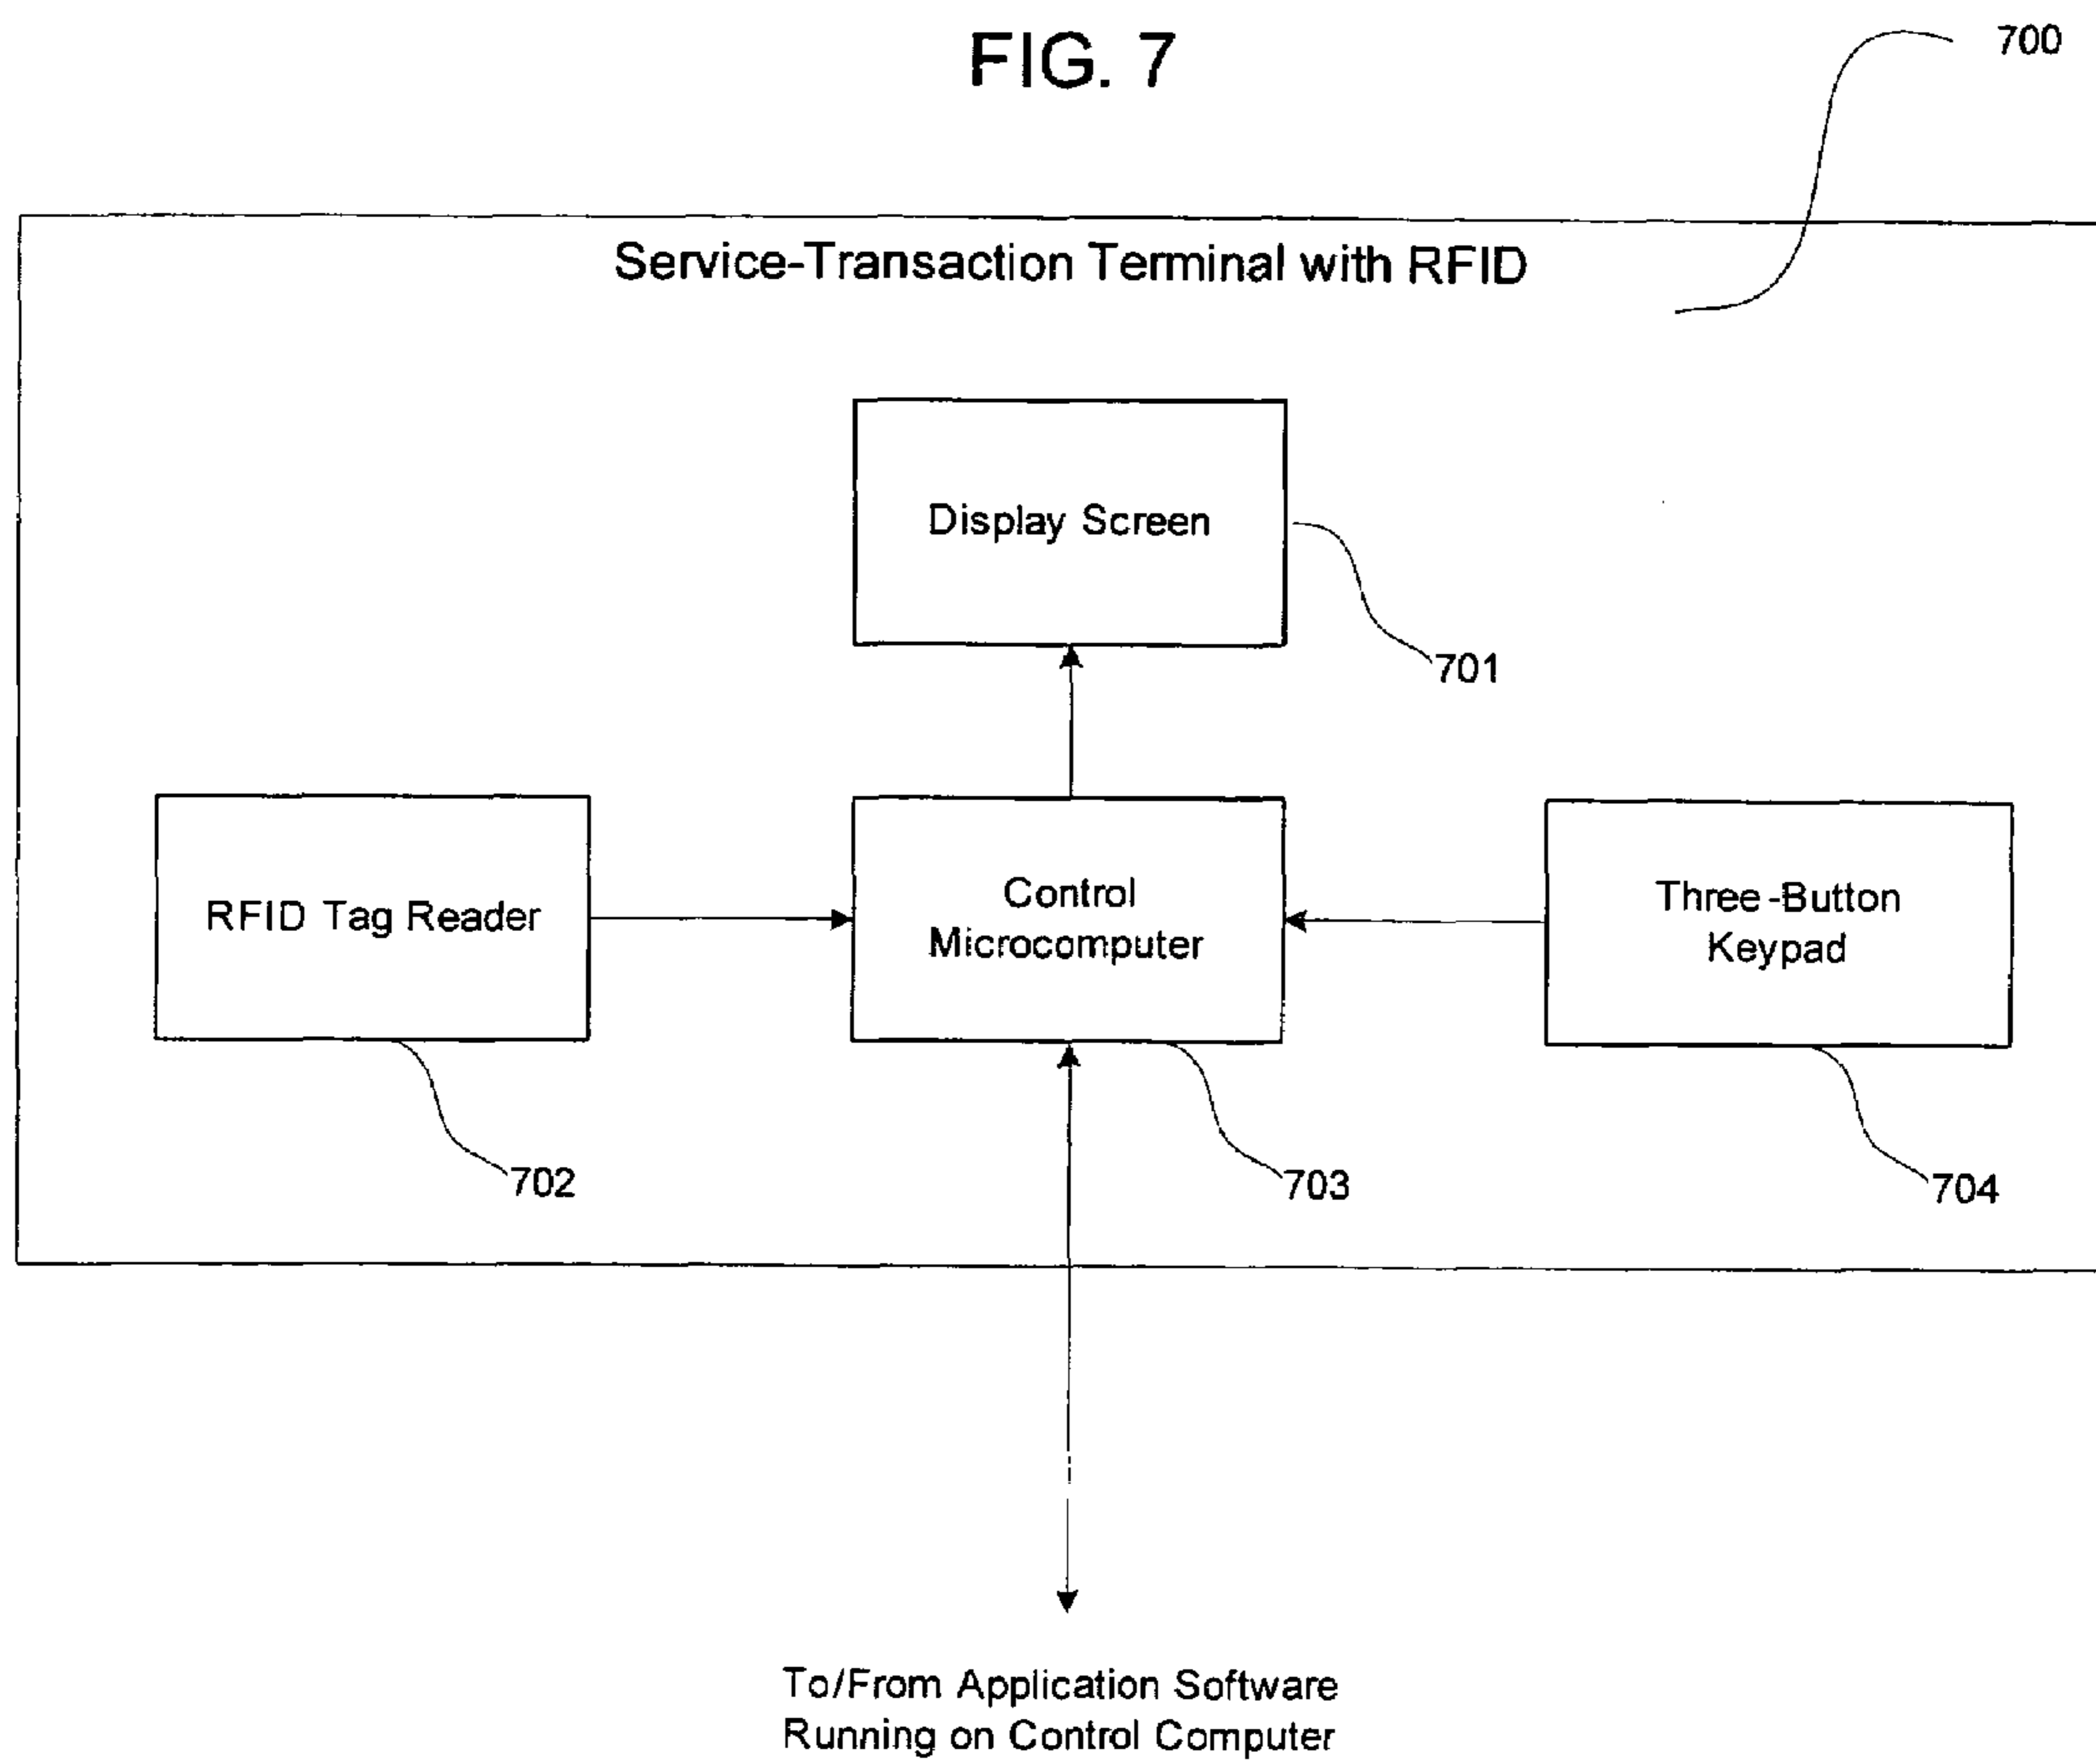 FIG. 7
700
Service-Transaction Terminal with RFID
Display Screen
701
RFID Tag Reader
Control
Microcomputer
Three-Button
Keypad
702
703
704
To/From Application Software
Running on Control Computer